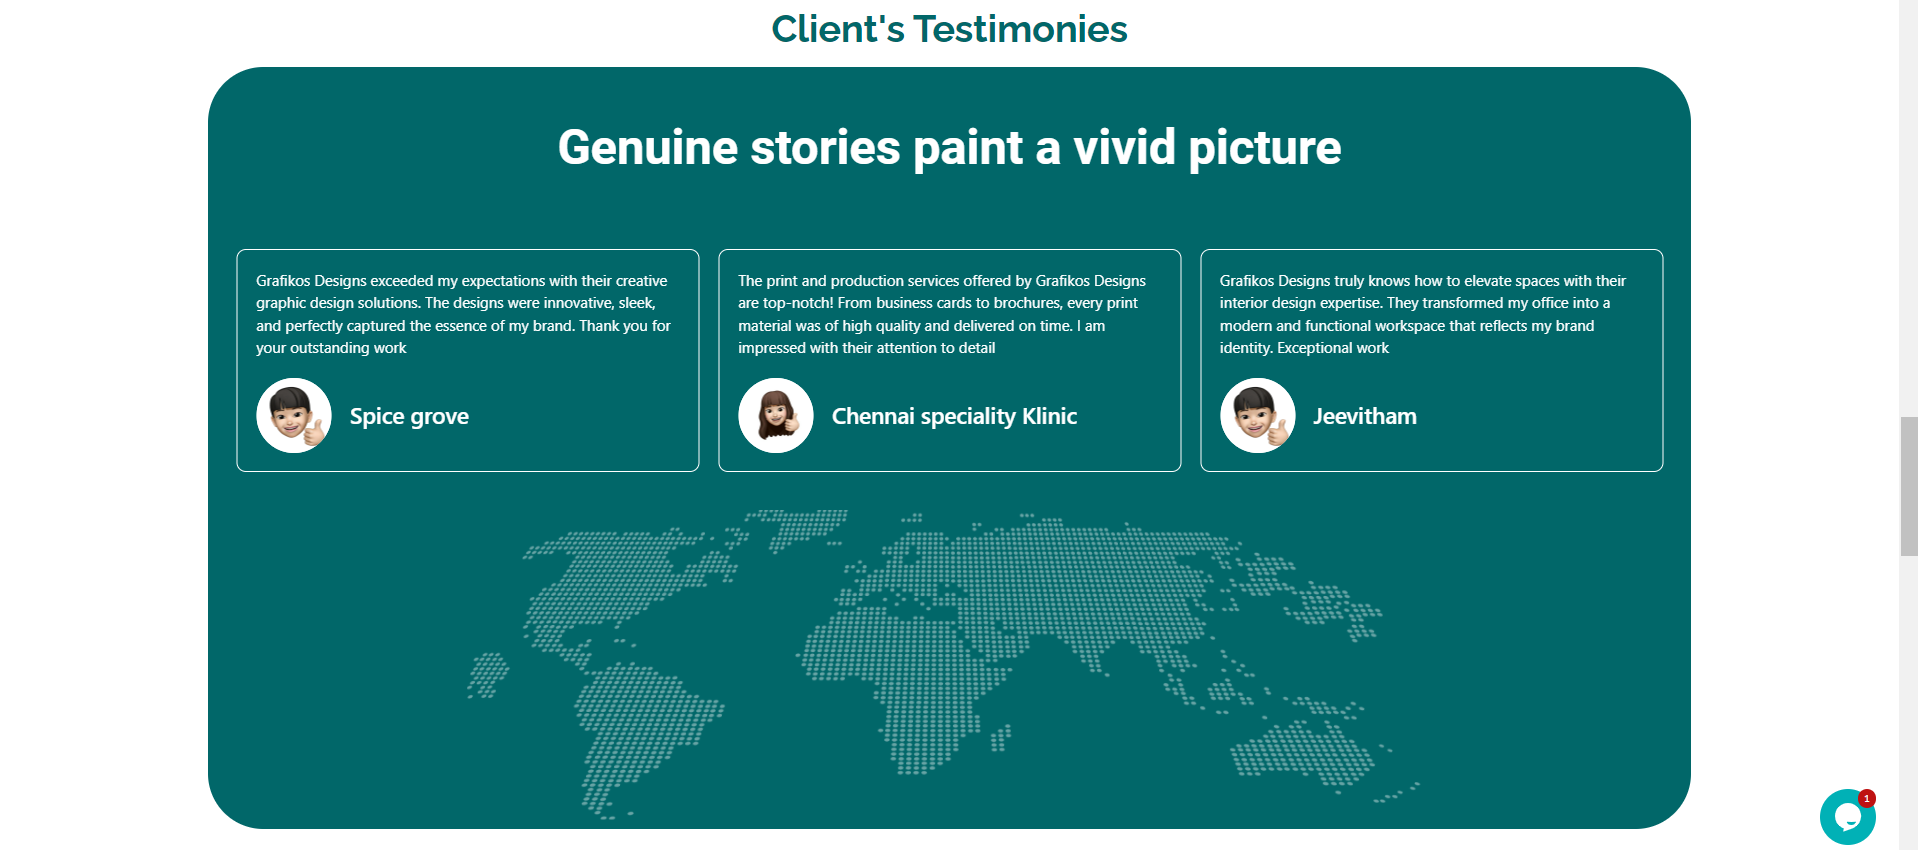 Client's Testimonies
Genuine stories paint a vivid picture
Grafikos Designs exceeded my expectations with their creative
graphic design solutions. The designs were innovative, sleek,
and perfectly captured the essence of my brand. Thank you for
your outstanding work
Spice grove
The print and production services offered by Grafikos Designs
are top-notch! From business cards to brochures, every print
material was of high quality and delivered on time. I am
impressed with their attention to detail
Chennai speciality Klinic
Grafikos Designs truly knows how to elevate spaces with their
interior design expertise. They transformed my office into a
modern and functional workspace that reflects my brand
identity. Exceptional work
Jeevitham
1